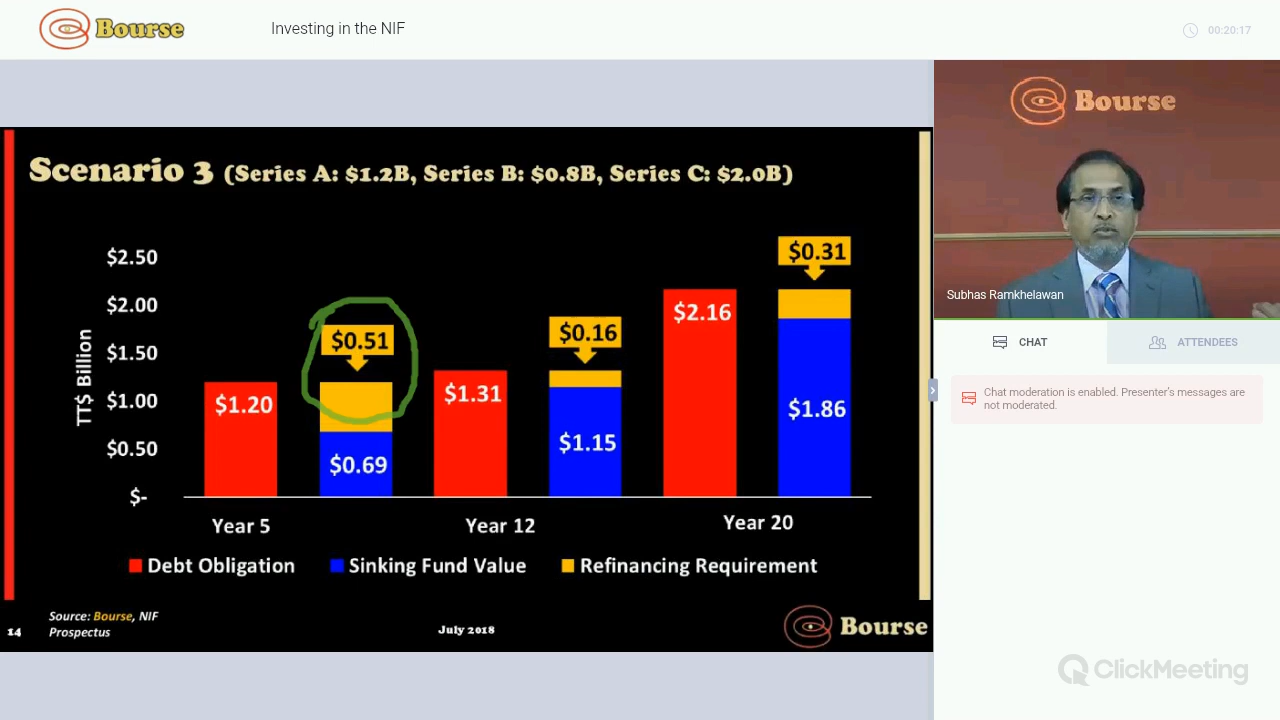 Bourse
Investing in the NIF
00:20:17
Scenario 3 (Series A: $1.2B, Series B: $0.8B, Series C: $2.0B)
TT$ Billion
$2.50
$2.00
$1.50
$1.00
$0.50
$-
$1.20
$0.51
$0.69
$1.31
$0.16
$1.15
$2.16
$0.31
$1.86
Year 5
Year 12
Year 20
Debt Obligation
Sinking Fund Value
Refinancing Requirement
14
Source: Bourse, NIF
Prospectus
July 2018
Bourse
Bourse
Subhas Ramkhelawan
CHAT
ATTENDEES
Chat moderation is enabled. Presenter's messages are
not moderated.
ClickMeeting